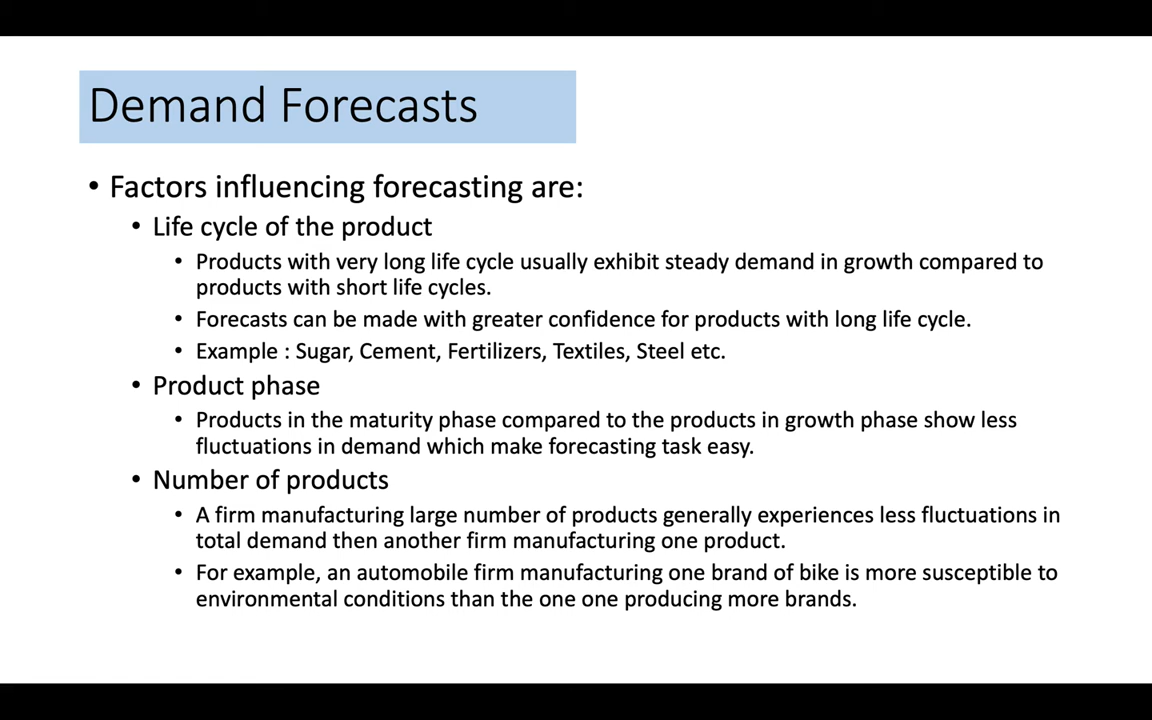 Demand Forecasts
• Factors influencing forecasting are:
• Life cycle of the product
• Products with very long life cycle usually exhibit steady demand in growth compared to
products with short life cycles.
• Forecasts can be made with greater confidence for products with long life cycle.
• Example : Sugar, Cement, Fertilizers, Textiles, Steel etc.
• Product phase
• Products in the maturity phase compared to the products in growth phase show less
fluctuations in demand which make forecasting task easy.
• Number of products
• A firm manufacturing large number of products generally experiences less fluctuations in
total demand then another firm manufacturing one product.
• For example, an automobile firm manufacturing one brand of bike is more susceptible to
environmental conditions than the one one producing more brands.